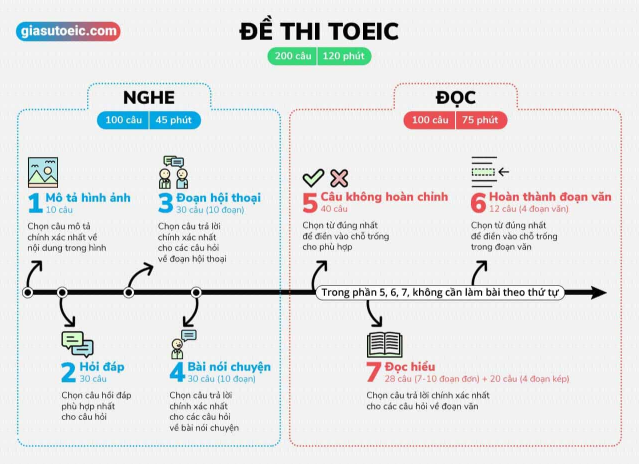 giasutoeic.com
ĐỀ THI TOEIC
200 câu 120 phút
NGHE
100 câu 45 phút
ĐỌC
100 câu 75 phút
1 Mô tả hình ảnh
10 câu
Chọn câu mô tả
chính xác nhất về
nội dung trong hình
3 Đoạn hội thoại
30 câu (10 đoạn)
Chọn câu trả lời
chính xác nhất
cho các câu hỏi
về đoạn hội thoại
5 Câu không hoàn chỉnh
40 câu
Chọn từ đúng nhất
để điền vào chỗ trống
cho phù hợp
6 Hoàn thành đoạn văn
12 câu (4 đoạn văn)
Chọn từ đúng nhất
để điền vào chỗ trống
trong đoạn văn
Trong phần 5, 6, 7, không cần làm bài theo thứ tự
2 Hỏi đáp
30 câu
Chọn câu hồi đáp
phù hợp nhất
cho câu hỏi
4 Bài nói chuyện
30 câu (10 đoạn)
Chọn câu trả lời
chính xác nhất
cho các câu hỏi
về bài nói chuyện
7 Đọc hiểu
28 câu (7-10 đoạn đơn) + 20 câu (4 đoạn kép)
Chọn câu trả lời chính xác nhất
cho các câu hỏi về đoạn văn